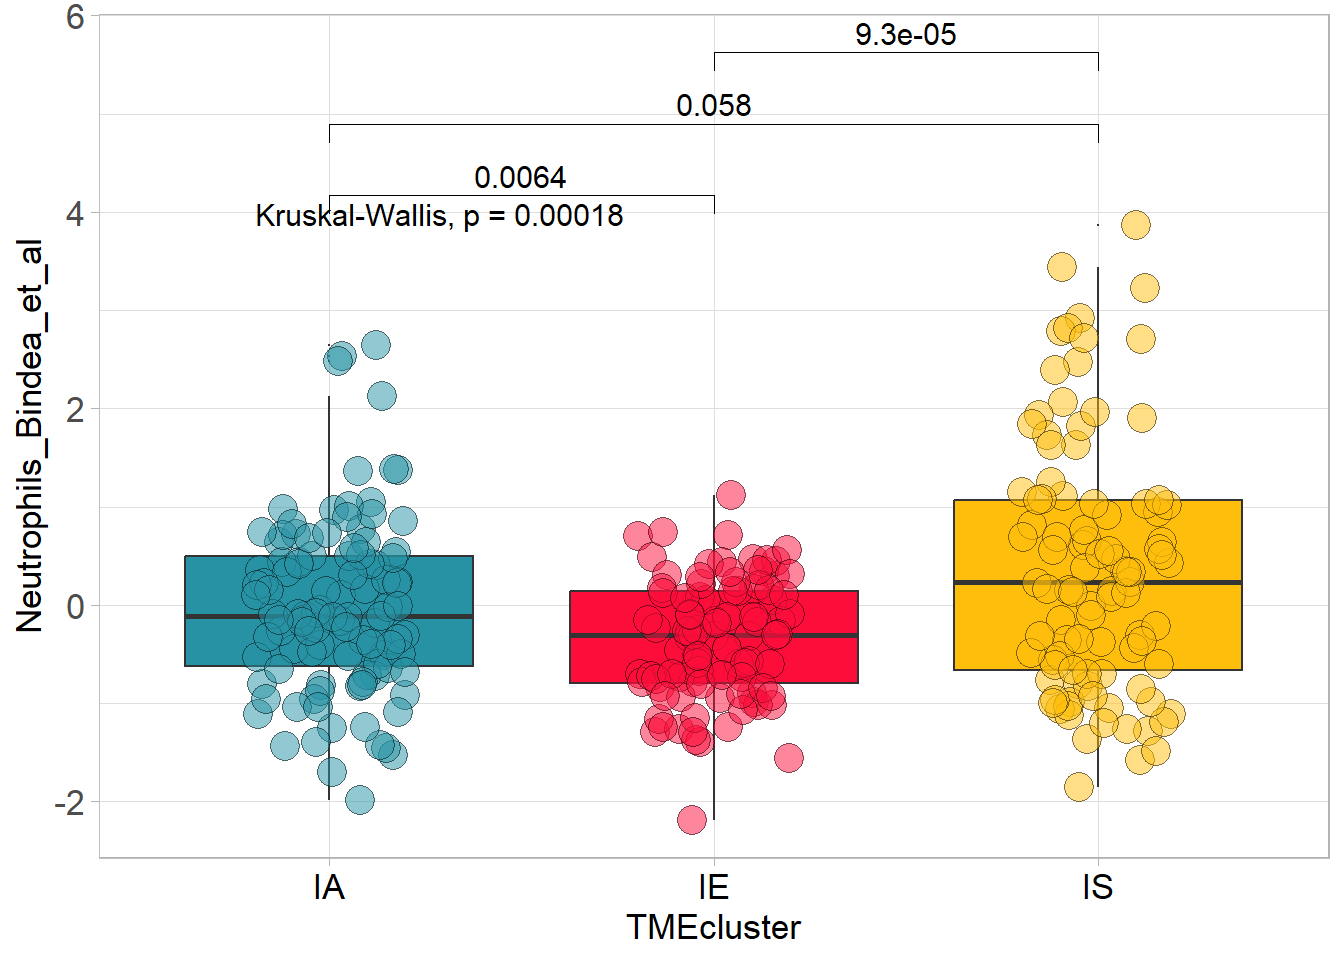 6
9.3e-05
0.058
0.0064
Kruskal-Wallis, p = 0.00018
4
2
0
-2
Neutrophils_Bindea_et_al
IA
IE
IS
TMEcluster